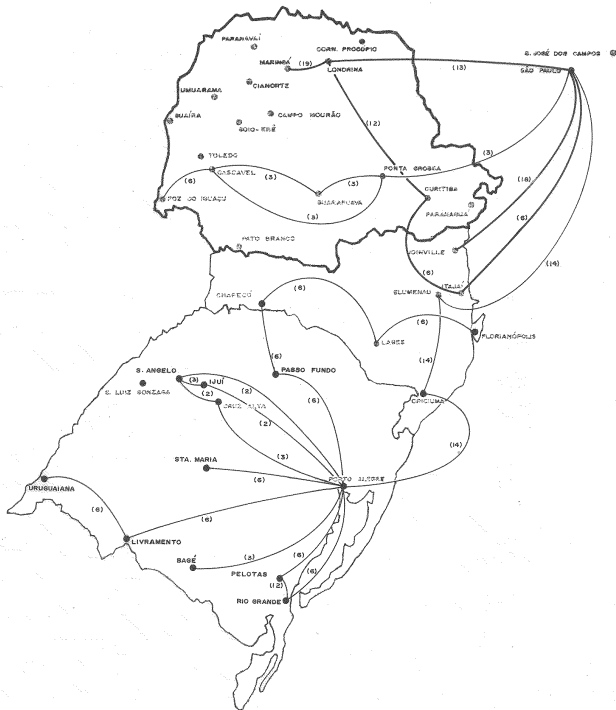 PARANAVAÍ
CORN. PROCÓPIO
S. JOSÉ DOS CAMPOS
MARINGÁ
(19)
LONDRINA
(13)
SÃO PAULO
CIANORTE
UMUARAMA
GUAÍRA
CAMPO MOURÃO
GOIO-ERÊ
(12)
TOLEDO
(3)
(6)
CASCAVEL
(3)
(3)
PONTA GROSSA
FOZ DO IGUAÇU
GUARAPUAVA
CURITIBA
(18)
(3)
PARANAGUÁ
(6)
PATO BRANCO
JOINVILLE
(14)
(6)
ITAJAÍ
CHAPECÓ
(6)
BLUMENAU
(6)
LAGES
FLORIANÓPOLIS
(6)
(14)
S. ANGELO
PASSO FUNDO
(3)
IJUÍ
S. LUIZ GONZAGA
(2)
(2)
(6)
CRICIUMA
CRUZ ALTA
(2)
(14)
(3)
STA. MARIA
(6)
PORTO ALEGRE
URUGUAIANA
(6)
(6)
LIVRAMENTO
BAGÉ
(3)
(6)
PELOTAS
(6)
(12)
RIO GRANDE